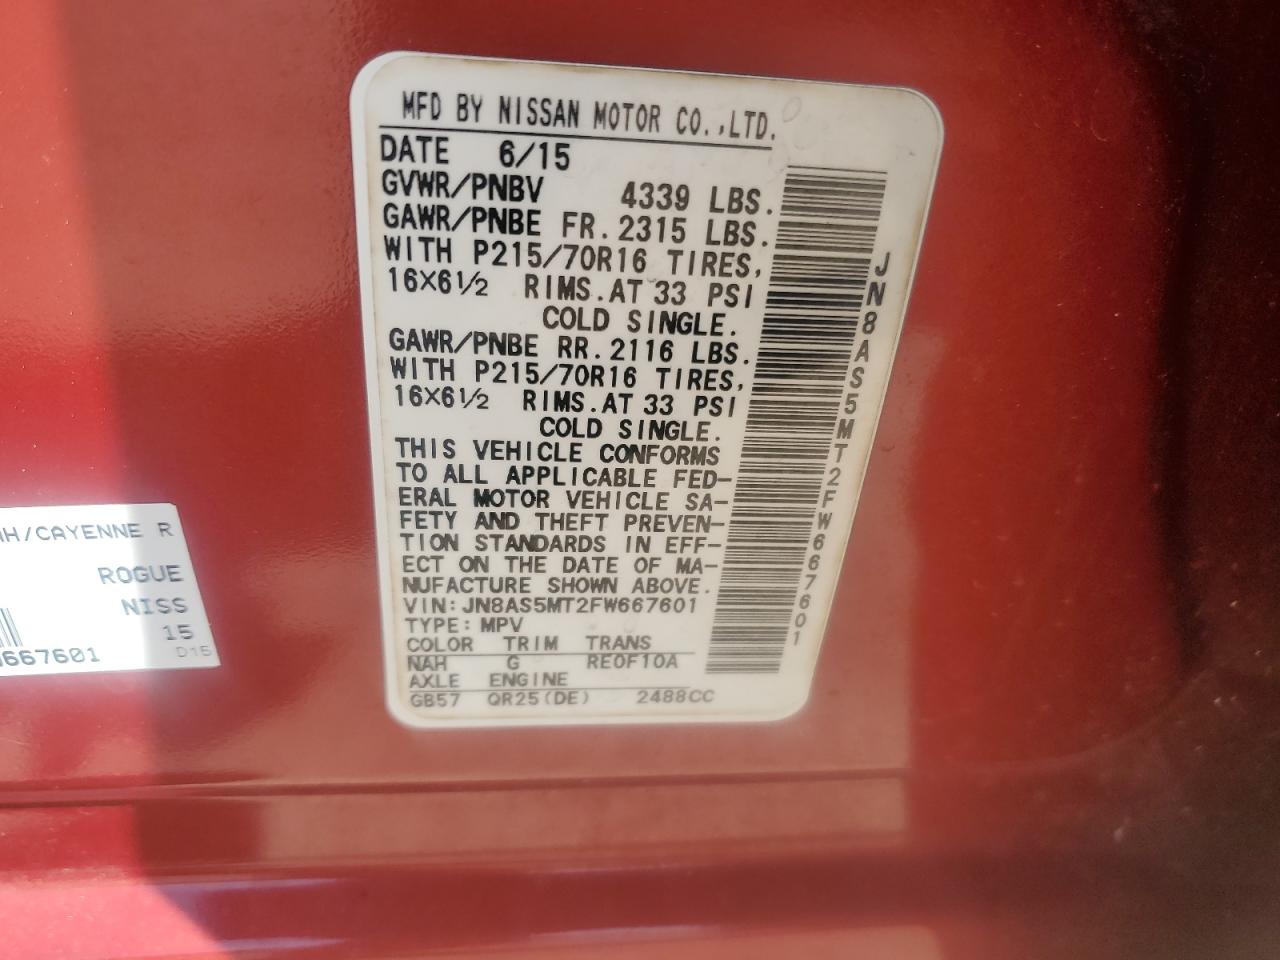 MFD BY NISSAN MOTOR CO.,LTD.
DATE 6/15
GVWR/PNBV 4339 LBS.
GAWR/PNBE FR. 2315 LBS.
WITH P215/70R16 TIRES,
16X6½ RIMS. AT 33 PSI
COLD SINGLE.
GAWR/PNBE RR. 2116 LBS.
WITH P215/70R16 TIRES,
16X6½ RIMS. AT 33 PSI
COLD SINGLE.
THIS VEHICLE CONFORMS
TO ALL APPLICABLE FED-
ERAL MOTOR VEHICLE SA-
FETY AND THEFT PREVEN-
TION STANDARDS IN EFF-
ECT ON THE DATE OF MA-
NUFACTURE SHOWN ABOVE.
VIN: JN8AS5MT2FW667601
TYPE: MPV
COLOR TRIM TRANS
NAH G RE0F10A
AXLE ENGINE
GB57 QR25(DE) 2488CC
JN8AS5MT2FW667601
AH/CAYENNE R
ROGUE
NISS
15
667601 D15